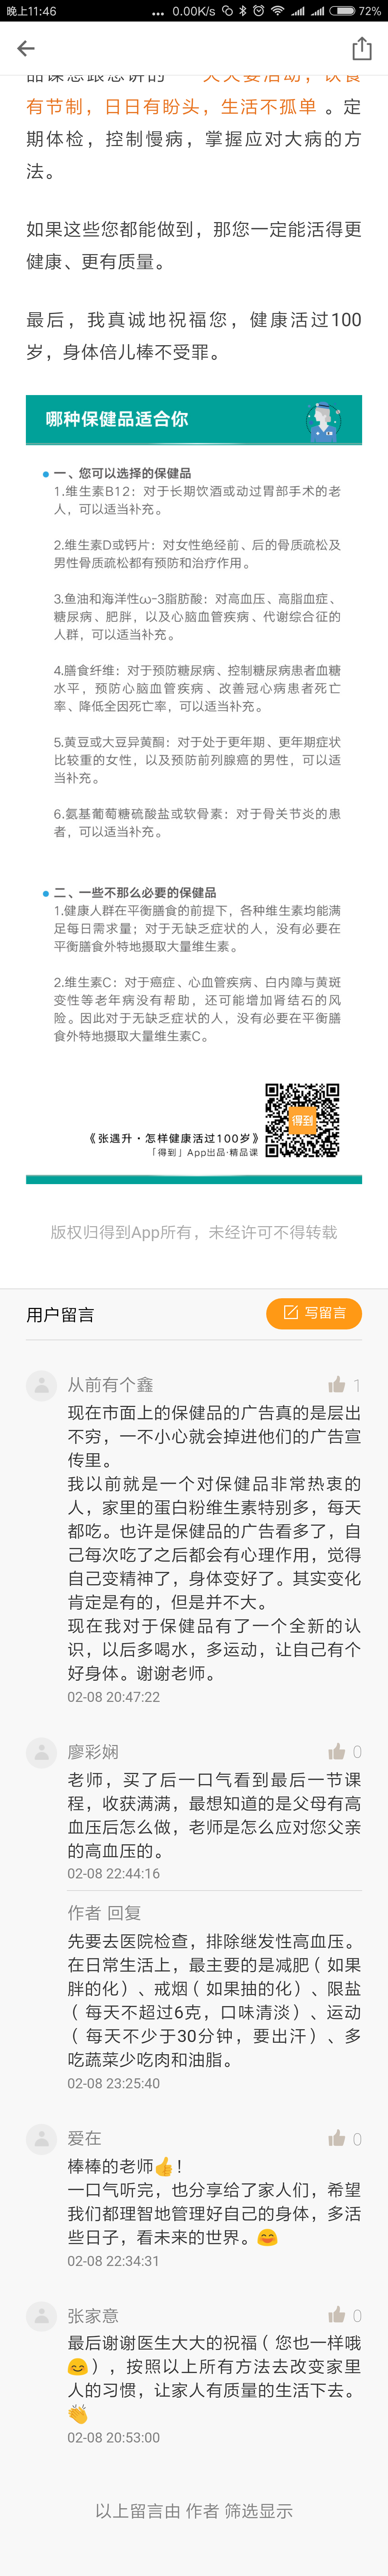 晚上11:46
... 0.00K/s
72%
有节制，日日有盼头，生活不孤单 。定
期体检，控制慢病，掌握应对大病的方
法。
如果这些您都能做到，那您一定能活得更
健康、更有质量。
最后，我真诚地祝福您，健康活过100
岁，身体倍儿棒不受罪。
哪种保健品适合你
一、您可以选择的保健品
1.维生素B12：对于长期饮酒或动过胃部手术的老
人，可以适当补充。
2.维生素D或钙片：对女性绝经前、后的骨质疏松及
男性骨质疏松都有预防和治疗作用。
3.鱼油和海洋性ω-3脂肪酸：对高血压、高脂血症、
糖尿病、肥胖，以及心脑血管疾病、代谢综合征的
人群，可以适当补充。
4.膳食纤维：对于预防糖尿病、控制糖尿病患者血糖
水平，预防心脑血管疾病、改善冠心病患者死亡
率、降低全因死亡率，可以适当补充。
5.黄豆或大豆异黄酮：对于处于更年期、更年期症状
比较重的女性，以及预防前列腺癌的男性，可以适
当补充。
6.氨基葡萄糖硫酸盐或软骨素：对于骨关节炎的患
者，可以适当补充。
二、一些不那么必要的保健品
1.健康人群在平衡膳食的前提下，各种维生素均能满
足每日需求量；对于无缺乏症状的人，没有必要在
平衡膳食外特地摄取大量维生素。
2.维生素C：对于癌症、心血管疾病、白内障与黄斑
变性等老年病没有帮助，还可能增加肾结石的风
险。因此对于无缺乏症状的人，没有必要在平衡膳
食外特地摄取大量维生素C。
得到
《张遇升·怎样健康活过100岁》
「得到」App出品·精品课
版权归得到App所有，未经许可不得转载
用户留言
写留言
从前有个鑫
1
现在市面上的保健品的广告真的是层出
不穷，一不小心就会掉进他们的广告宣
传里。
我以前就是一个对保健品非常热衷的
人，家里的蛋白粉维生素特别多，每天
都吃。也许是保健品的广告看多了，自
己每次吃了之后都会有心理作用，觉得
自己变精神了，身体变好了。其实变化
肯定是有的，但是并不大。
现在我对于保健品有了一个全新的认
识，以后多喝水，多运动，让自己有个
好身体。谢谢老师。
02-08 20:47:22
廖彩娴
0
老师，买了后一口气看到最后一节课
程，收获满满，最想知道的是父母有高
血压后怎么做，老师是怎么应对您父亲
的高血压的。
02-08 22:44:16
作者 回复
先要去医院检查，排除继发性高血压。
在日常生活上，最主要的是减肥（如果
胖的化）、戒烟（如果抽的化）、限盐
（每天不超过6克，口味清淡）、运动
（每天不少于30分钟，要出汗）、多
吃蔬菜少吃肉和油脂。
02-08 23:25:40
爱在
0
棒棒的老师👍！
一口气听完，也分享给了家人们，希望
我们都理智地管理好自己的身体，多活
些日子，看未来的世界。😄
02-08 22:34:31
张家意
0
最后谢谢医生大大的祝福（您也一样哦
😊），按照以上所有方法去改变家里
人的习惯，让家人有质量的生活下去。
👏
02-08 20:53:00
以上留言由 作者 筛选显示